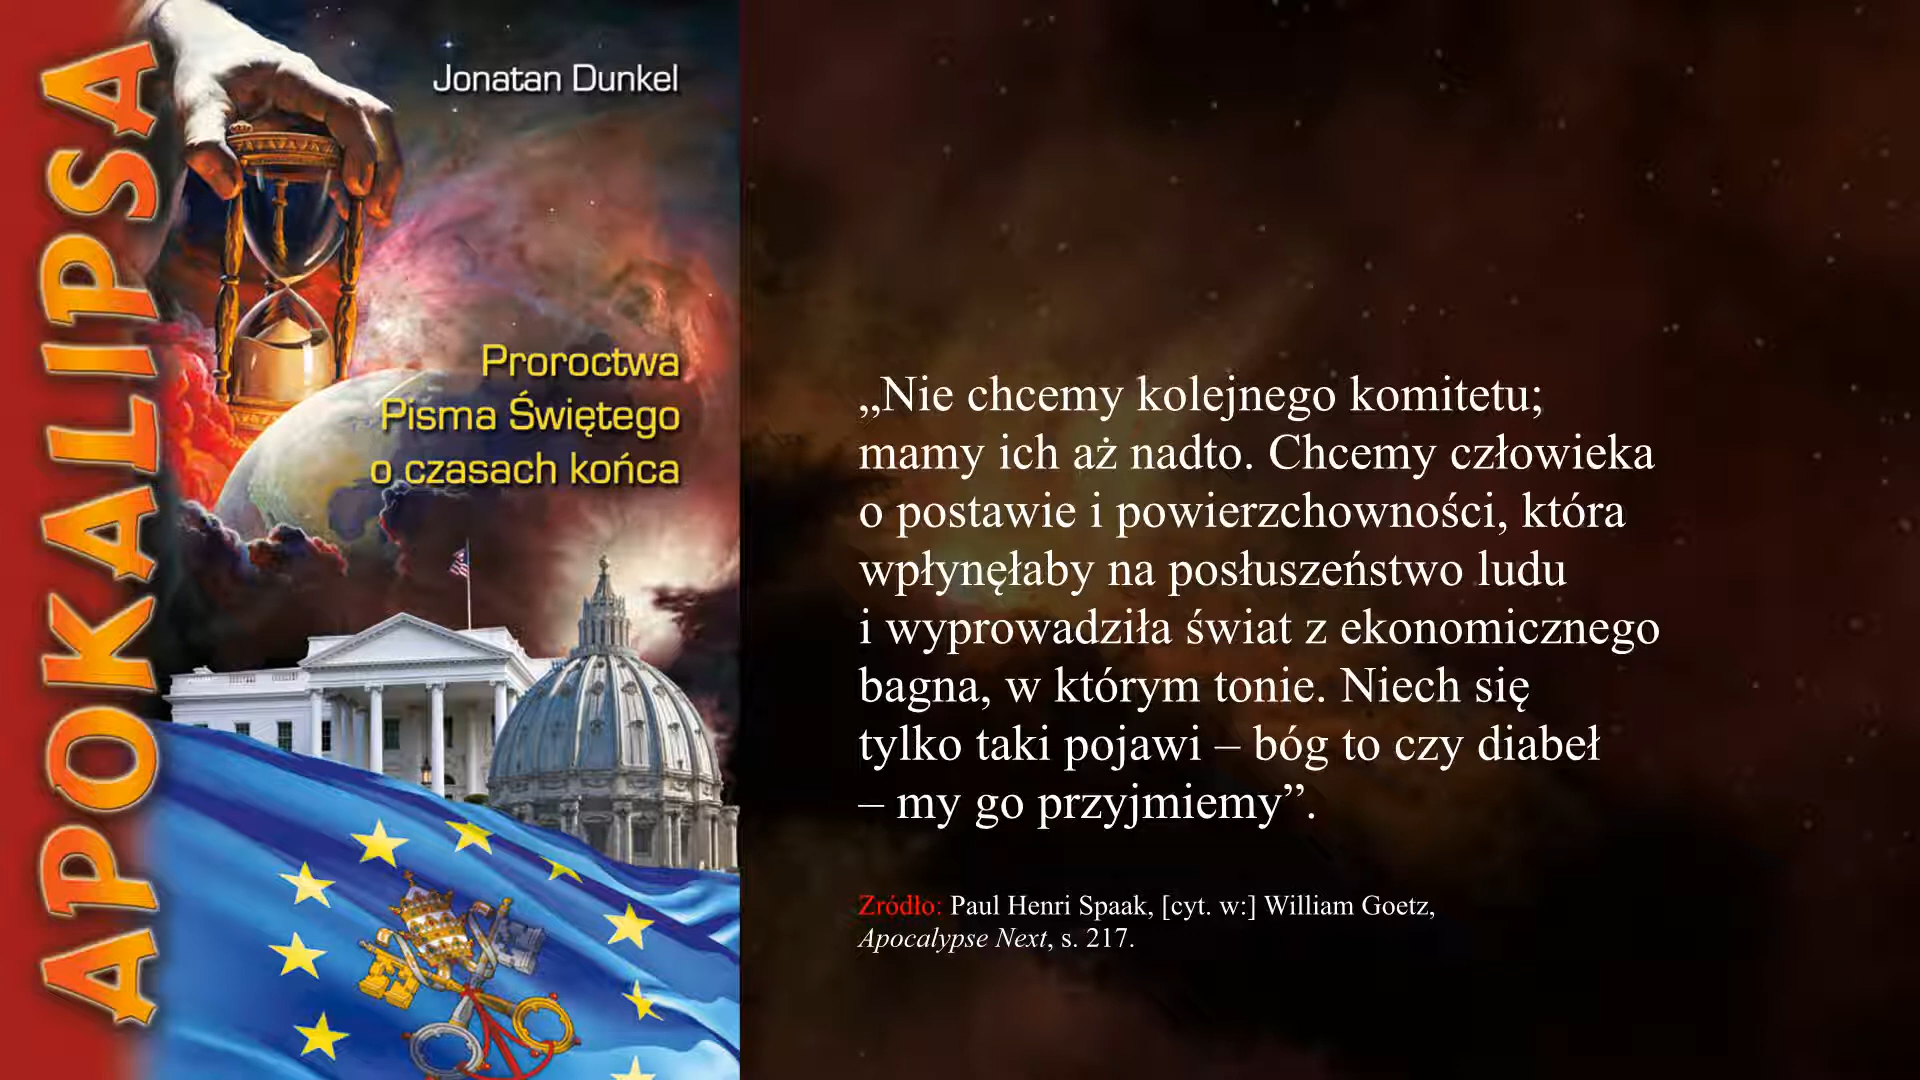 APOKALIPSA
Jonatan Dunkel
Proroctwa
Pisma Świętego
o czasach końca
„Nie chcemy kolejnego komitetu;
mamy ich aż nadto. Chcemy człowieka
o postawie i powierzchowności, która
wpłynęłaby na posłuszeństwo ludu
i wyprowadziła świat z ekonomicznego
bagna, w którym tonie. Niech się
tylko taki pojawi – bóg to czy diabeł
– my go przyjmiemy”.
Zródło: Paul Henri Spaak, [cyt. w:] William Goetz,
Apocalypse Next, s. 217.